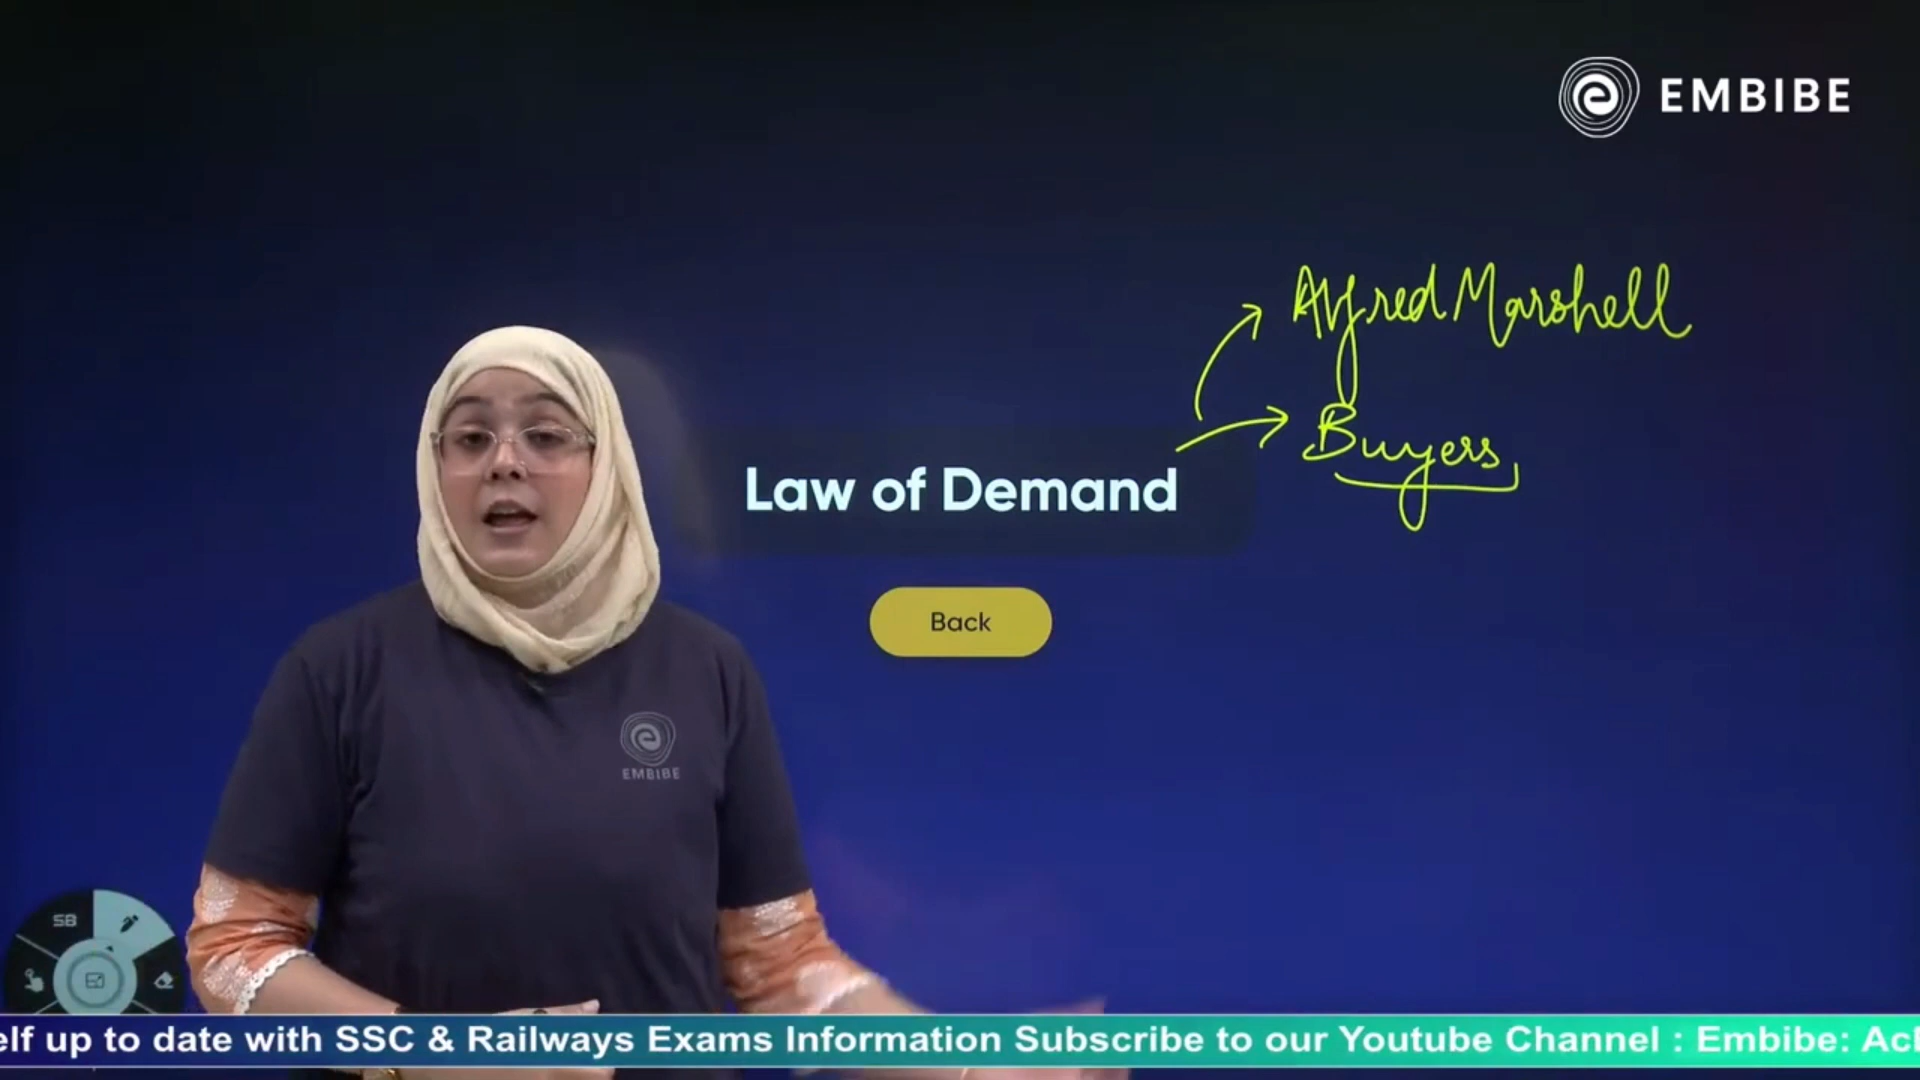 EMBIBE
Alfred Marshell
Buyers
Law of Demand
Back
EMBIBE
SB
elf up to date with SSC & Railways Exams Information Subscribe to our Youtube Channel : Embibe: